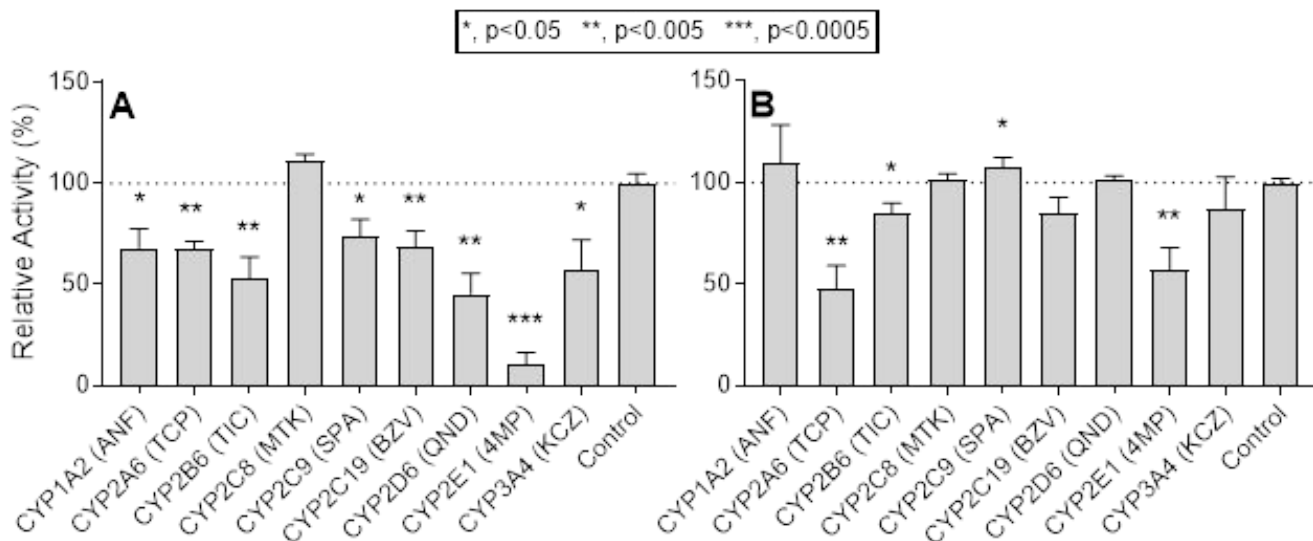 *, p<0.05 **, p<0.005 ***, p<0.0005
Relative Activity (%)
A
150
100
50
0
*
**
**
*
**
**
***
*
CYP1A2 (ANF)
CYP2A6 (TCP)
CYP2B6 (TIC)
CYP2C8 (MTK)
CYP2C9 (SPA)
CYP2C19 (BZV)
CYP2D6 (QND)
CYP2E1 (4MP)
CYP3A4 (KCZ)
Control
B
150
100
50
0
**
*
*
**
CYP1A2 (ANF)
CYP2A6 (TCP)
CYP2B6 (TIC)
CYP2C8 (MTK)
CYP2C9 (SPA)
CYP2C19 (BZV)
CYP2D6 (QND)
CYP2E1 (4MP)
CYP3A4 (KCZ)
Control